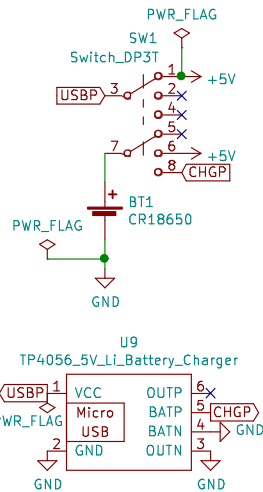 PWR_FLAG
SW1
Switch_DP3T
1
+5V
USBP
3
2
4
5
7
6
+5V
8
CHGP
+
BT1
CR18650
PWR_FLAG
GND
U9
TP4056_5V_Li_Battery_Charger
USBP
1
VCC
OUTP
6
PWR_FLAG
Micro
USB
BATP
5
CHGP
BATN
4
GND
2
GND
OUTN
3
GND
GND